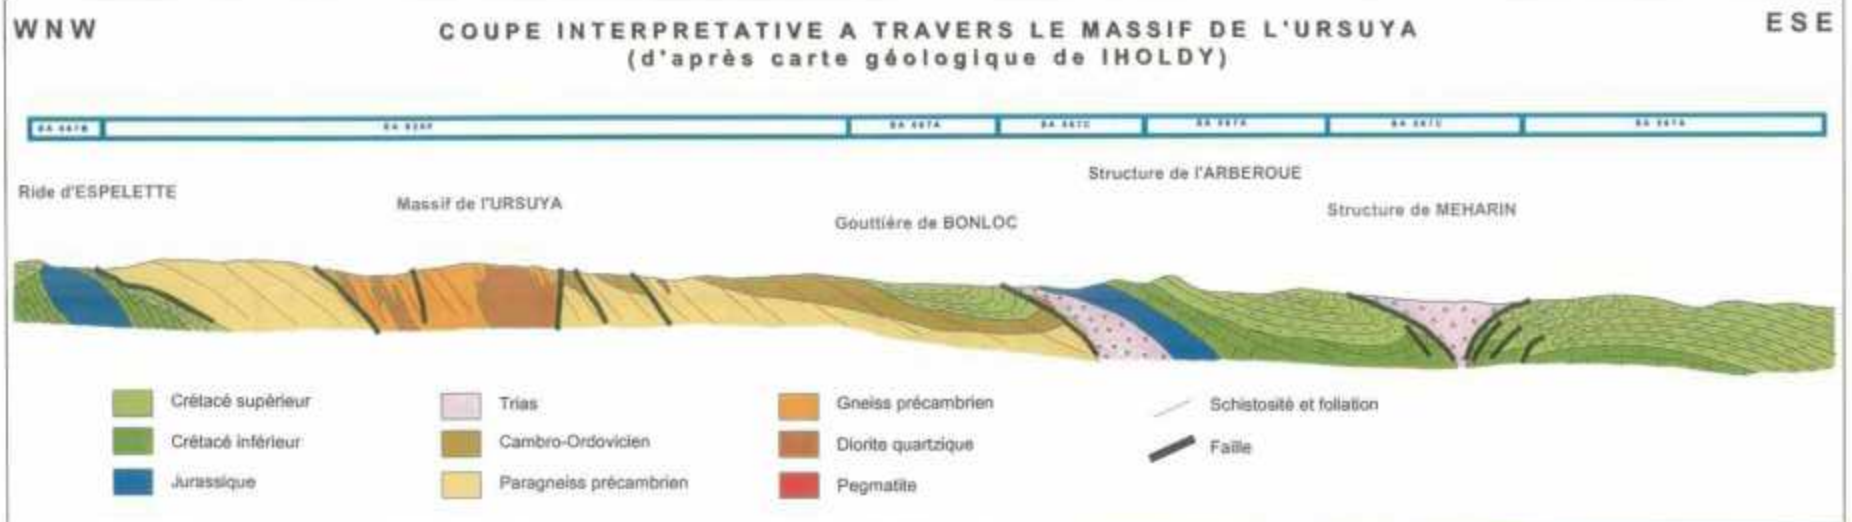 WNW
COUPE INTERPRETATIVE A TRAVERS LE MASSIF DE L'URSUYA
ESE
(d'après carte géologique de IHOLDY)
Structure de l'ARBEROUE
Ride d'ESPELETTE
Massif de l'URSUYA
Structure de MEHARIN
Gouttière de BONLOC
Crétacé supérieur
Trias
Gneiss précambrien
Schistosité et foliation
Crétacé inférieur
Cambro-Ordovicien
Diorite quartzique
Faille
Jurassique
Paragneiss précambrien
Pegmatite